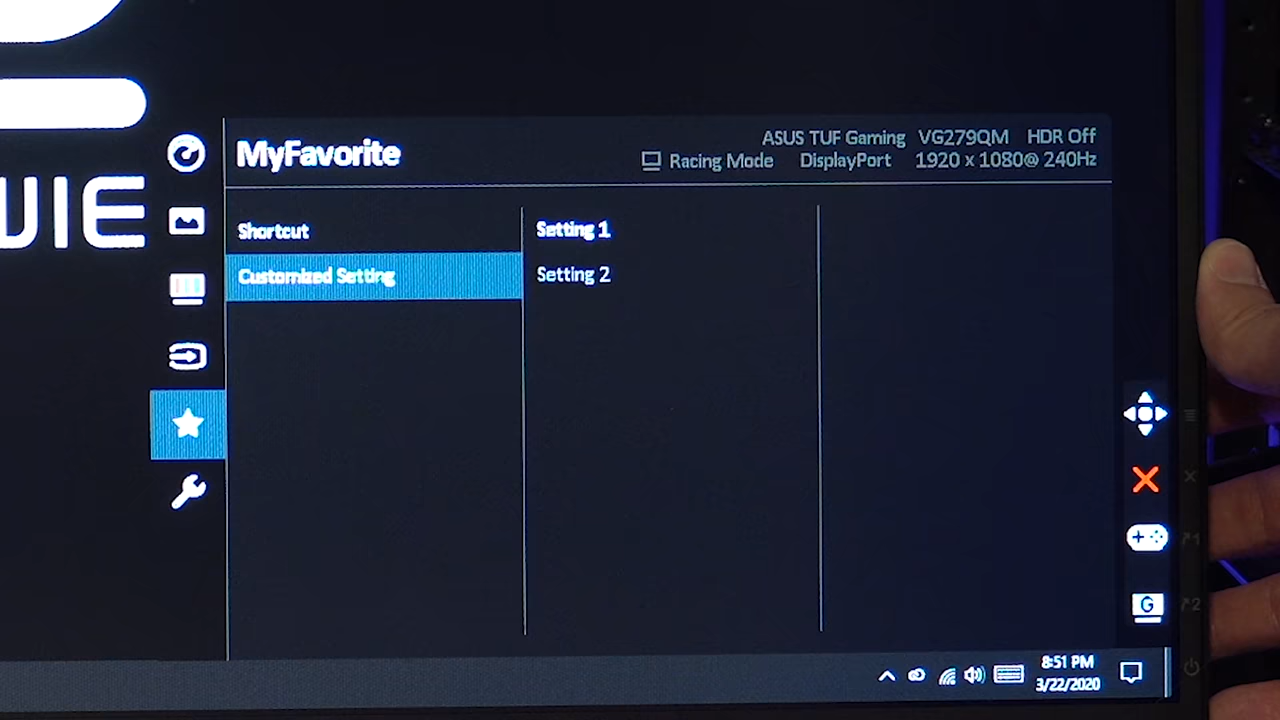 MyFavorite
ASUS TUF Gaming VG279QM HDR Off
Racing Mode DisplayPort 1920 x 1080@ 240Hz
Shortcut
Customized Setting
Setting 1
Setting 2
G
8:51 PM
3/22/2020